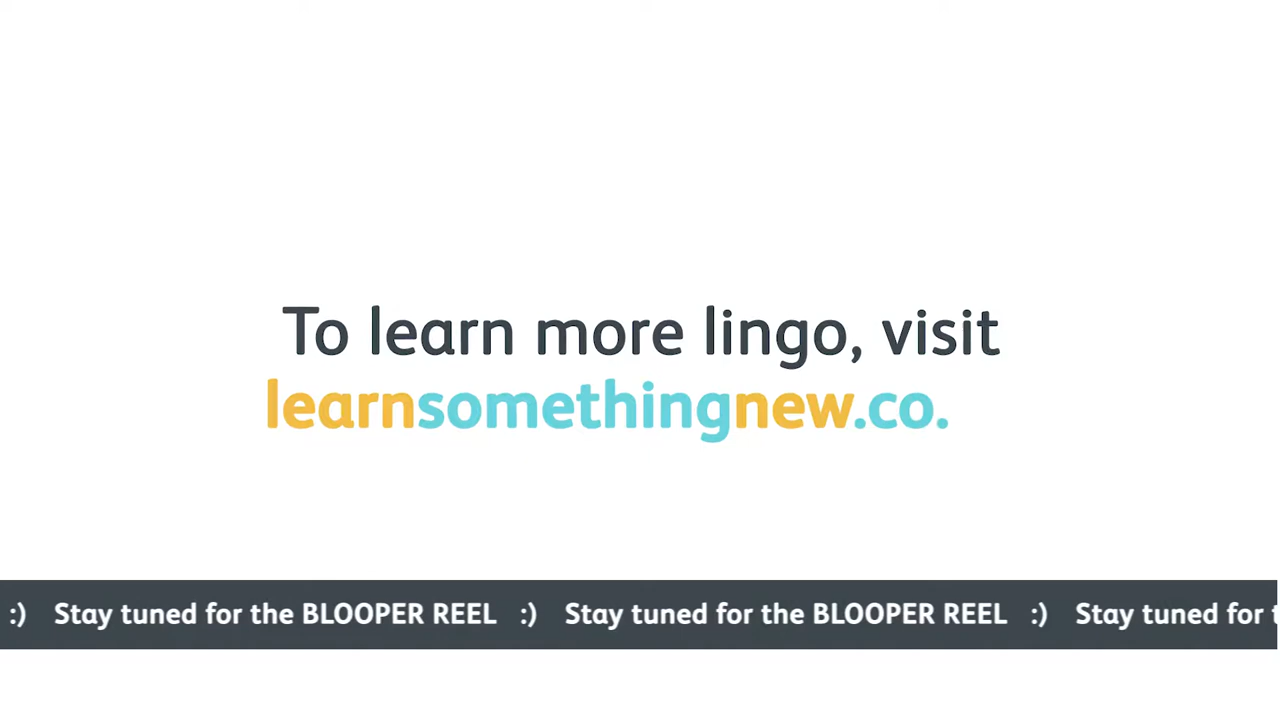 To learn more lingo, visit
learnsomethingnew.co.
:) Stay tuned for the BLOOPER REEL :) Stay tuned for the BLOOPER REEL :) Stay tuned for